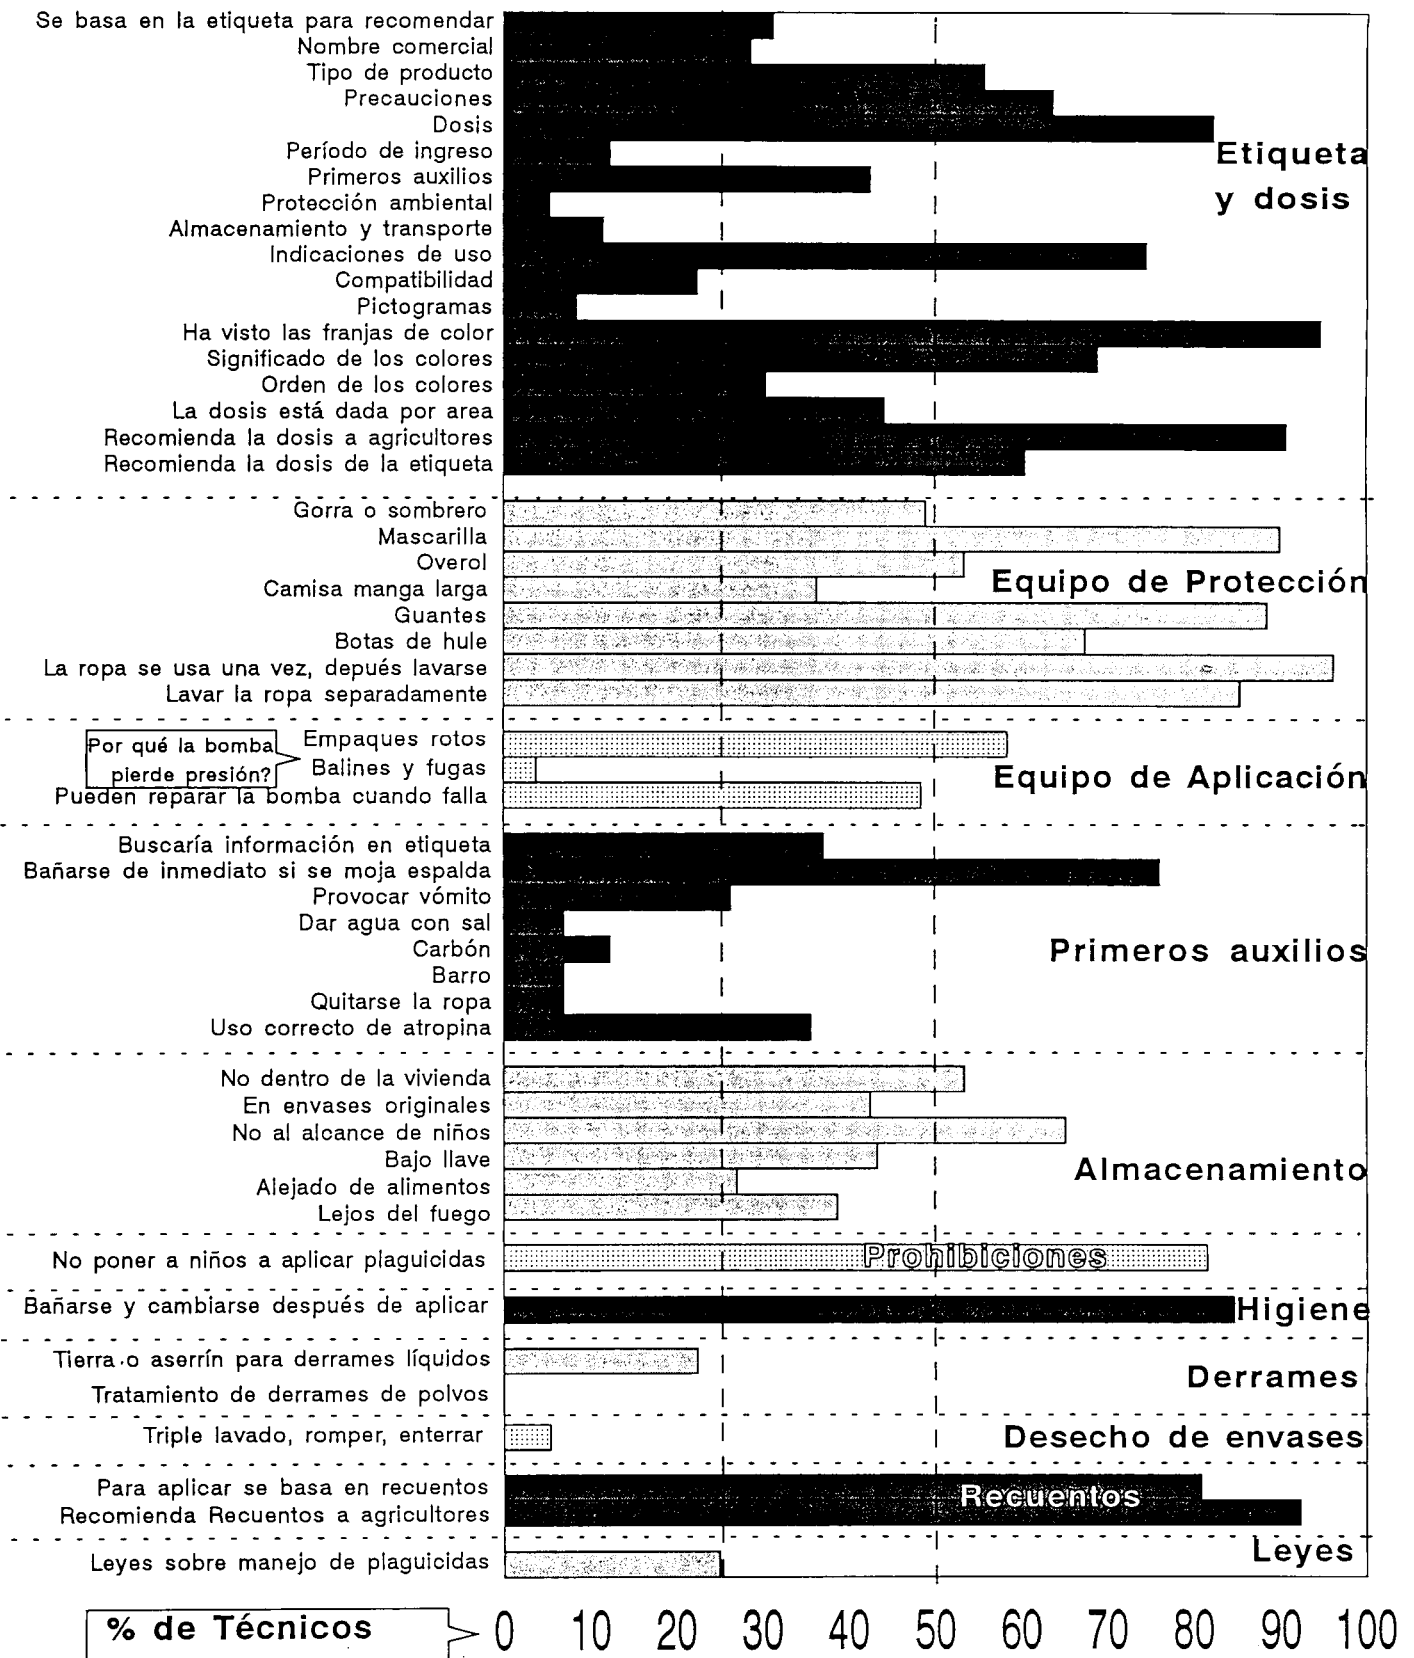 Se basa en la etiqueta para recomendar
Nombre comercial
Tipo de producto
Precauciones
Dosis
Período de ingreso
Primeros auxilios
Protección ambiental
Almacenamiento y transporte
Indicaciones de uso
Compatibilidad
Pictogramas
Ha visto las franjas de color
Significado de los colores
Orden de los colores
La dosis está dada por area
Recomienda la dosis a agricultores
Recomienda la dosis de la etiqueta
Etiqueta
y dosis
Gorra o sombrero
Mascarilla
Overol
Camisa manga larga
Guantes
Botas de hule
La ropa se usa una vez, depués lavarse
Lavar la ropa separadamente
Equipo de Protección
Por qué la bomba
pierde presión?
Empaques rotos
Balines y fugas
Pueden reparar la bomba cuando falla
Equipo de Aplicación
Buscaría información en etiqueta
Bañarse de inmediato si se moja espalda
Provocar vómito
Dar agua con sal
Carbón
Barro
Quitarse la ropa
Uso correcto de atropina
Primeros auxilios
No dentro de la vivienda
En envases originales
No al alcance de niños
Bajo llave
Alejado de alimentos
Lejos del fuego
Almacenamiento
No poner a niños a aplicar plaguicidas
Prohibiciones
Bañarse y cambiarse después de aplicar
Higiene
Tierra o aserrín para derrames líquidos
Tratamiento de derrames de polvos
Derrames
Triple lavado, romper, enterrar
Desecho de envases
Para aplicar se basa en recuentos
Recomienda Recuentos a agricultores
Recuentos
Leyes sobre manejo de plaguicidas
Leyes
% de Técnicos
0 10 20 30 40 50 60 70 80 90 100